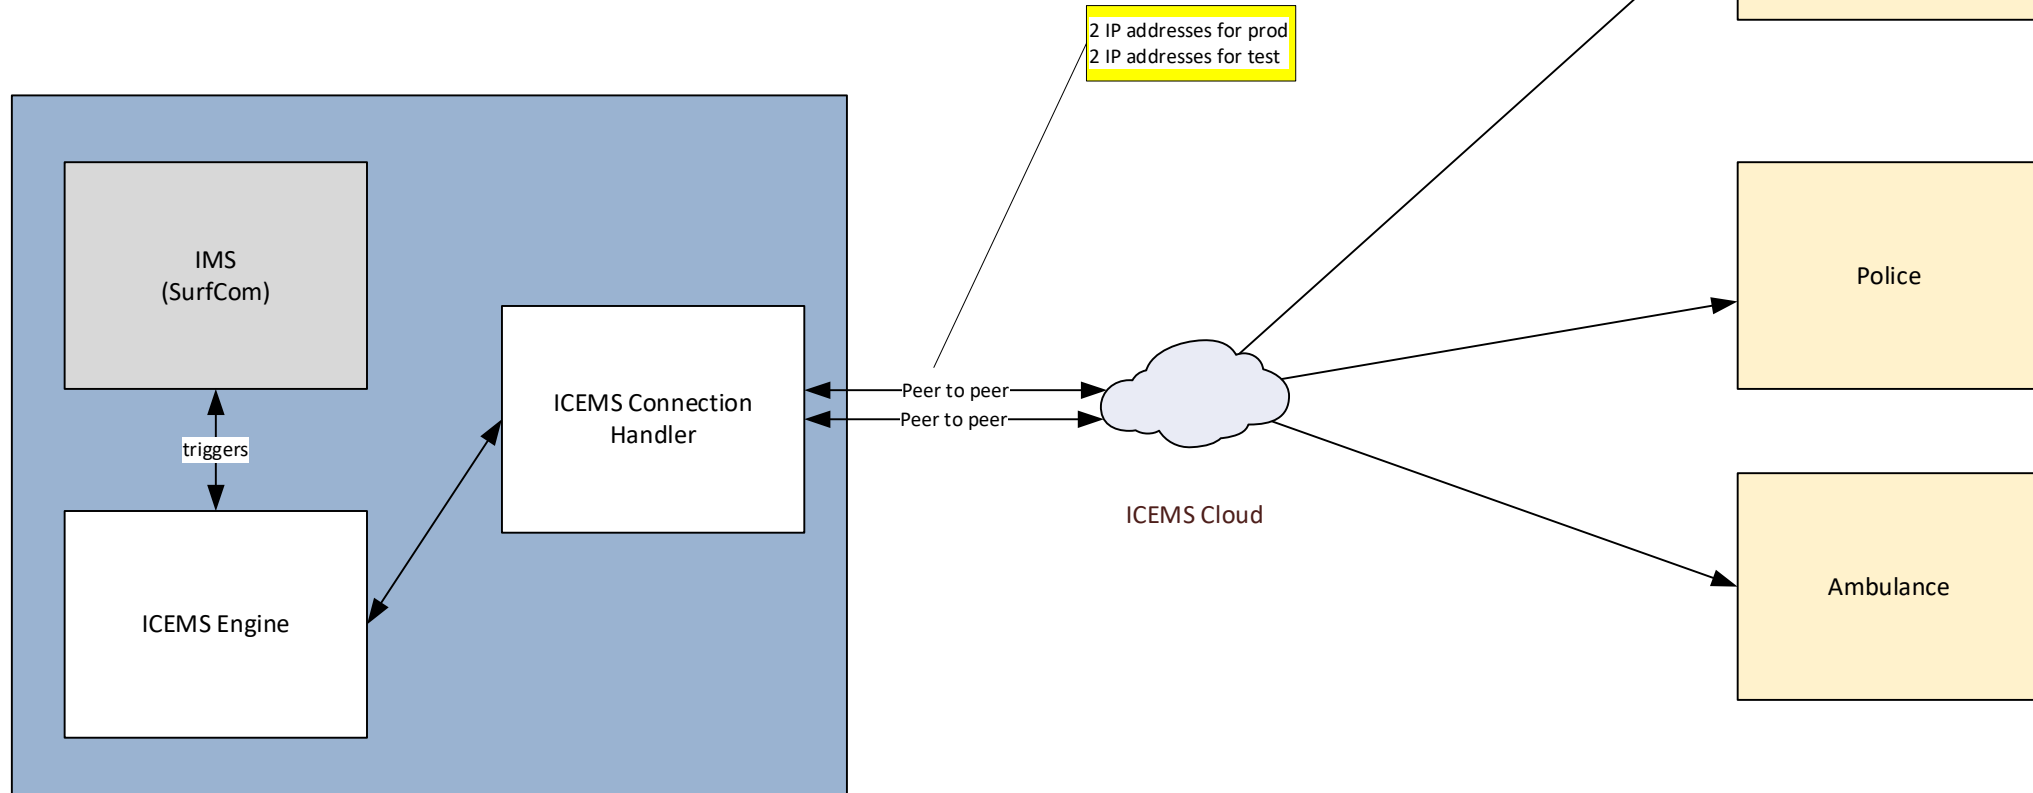 2 IP addresses for prod
2 IP addresses for test
IMS
(SurfCom)
triggers
ICEMS Engine
ICEMS Connection
Handler
Peer to peer
Peer to peer
ICEMS Cloud
Police
Ambulance